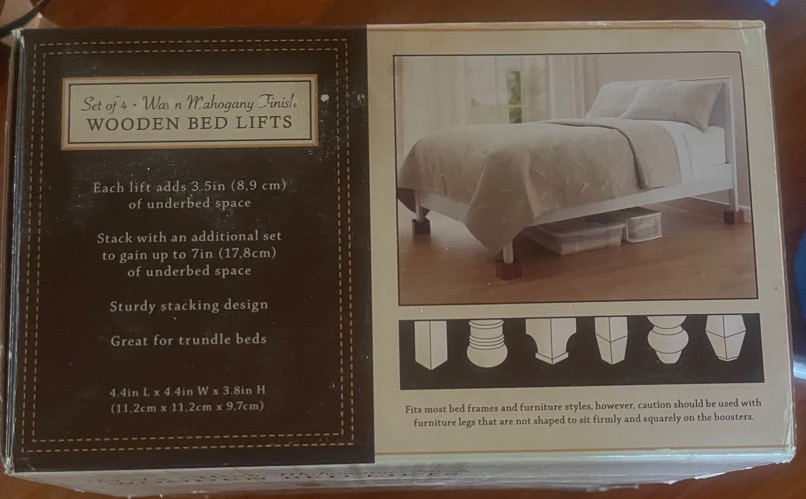 Set of 4 • Warm Mahogany Finish
WOODEN BED LIFTS
Each lift adds 3.5in (8,9 cm)
of underbed space
Stack with an additional set
to gain up to 7in (17,8cm)
of underbed space
Sturdy stacking design
Great for trundle beds
4.4in L x 4.4in W x 3.8in H
(11,2cm x 11,2cm x 9,7cm)
Fits most bed frames and furniture styles, however, caution should be used with
furniture legs that are not shaped to sit firmly and squarely on the boosters.